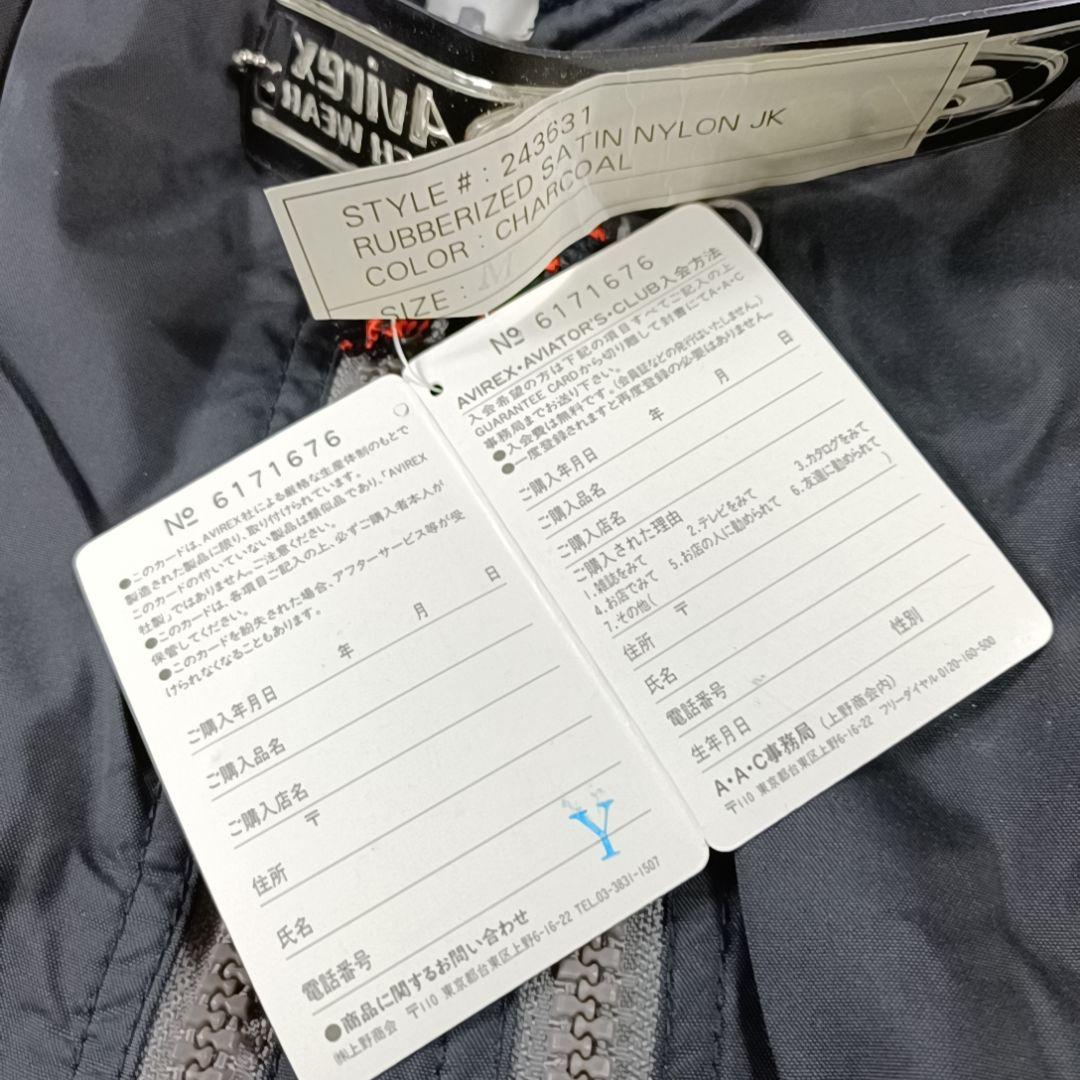 Avirex
WEAR
STYLE # : 243631
RUBBERIZED SATIN NYLON JK
COLOR : CHARCOAL
SIZE : M
№ 6171676
●このカードは、AVIREX社による厳格な生産体制のもとで
製造された製品に限り、取り付けられています。
このカードの付いていない製品は類似品であり、「AVIREX
社製」ではありません。ご注意ください。
●このカードは、各項目ご記入の上、必ずご購入者本人が
保管してください。
●このカードを紛失された場合、アフターサービス等が受
けられなくなることもあります。
ご購入年月日 年 月 日
ご購入品名
ご購入店名
住所 〒
氏名
電話番号
Y
●商品に関するお問い合わせ
㈱上野商会 〒110 東京都台東区上野6-16-22 TEL.03-3831-1507
№ 6171676
AVIREX・AVIATOR'S・CLUB入会方法
入会希望の方は下記の項目すべてご記入の上
GUARANTEE CARDから切り離して封書にてA・A・C
事務局までお送り下さい。
●入会費は無料です。(会員証などの発行はいたしません。)
●一度登録されますと再度登録の必要はありません。
ご購入年月日 年 月 日
ご購入品名
ご購入店名
ご購入された理由
1.雑誌をみて 2.テレビをみて 3.カタログをみて
4.お店でみて 5.お店の人に勧められて 6.友達に勧められて
7.その他( )
住所 〒
氏名 性別
電話番号
生年月日
A・A・C事務局(上野商会内)
〒110 東京都台東区上野6-16-22 フリーダイヤル0120-160-500